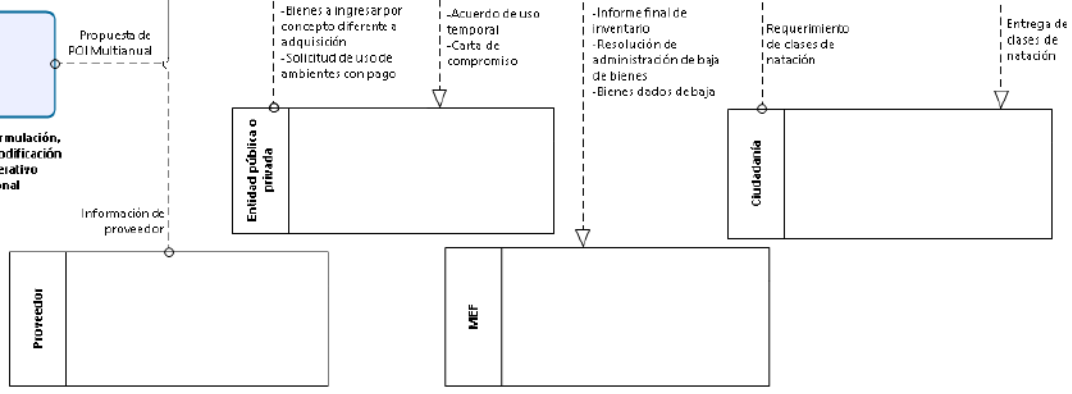 Propuesta de
POI Multianual
-Bienes a ingresar por
concepto diferente a
adquisición
-Solicitud de uso de
ambientes con pago
-Acuerdo de uso
temporal
-Carta de
compromiso
-Informe final de
inventario
-Resolución de
administración de baja
de bienes
-Bienes dados de baja
Requerimiento
de clases de
natación
Entrega de
clases de
natación
rmulación,
odificación
erativo
onal
Entidad pública o
privada
Ciudadanía
Información de
proveedor
Proveedor
MEF